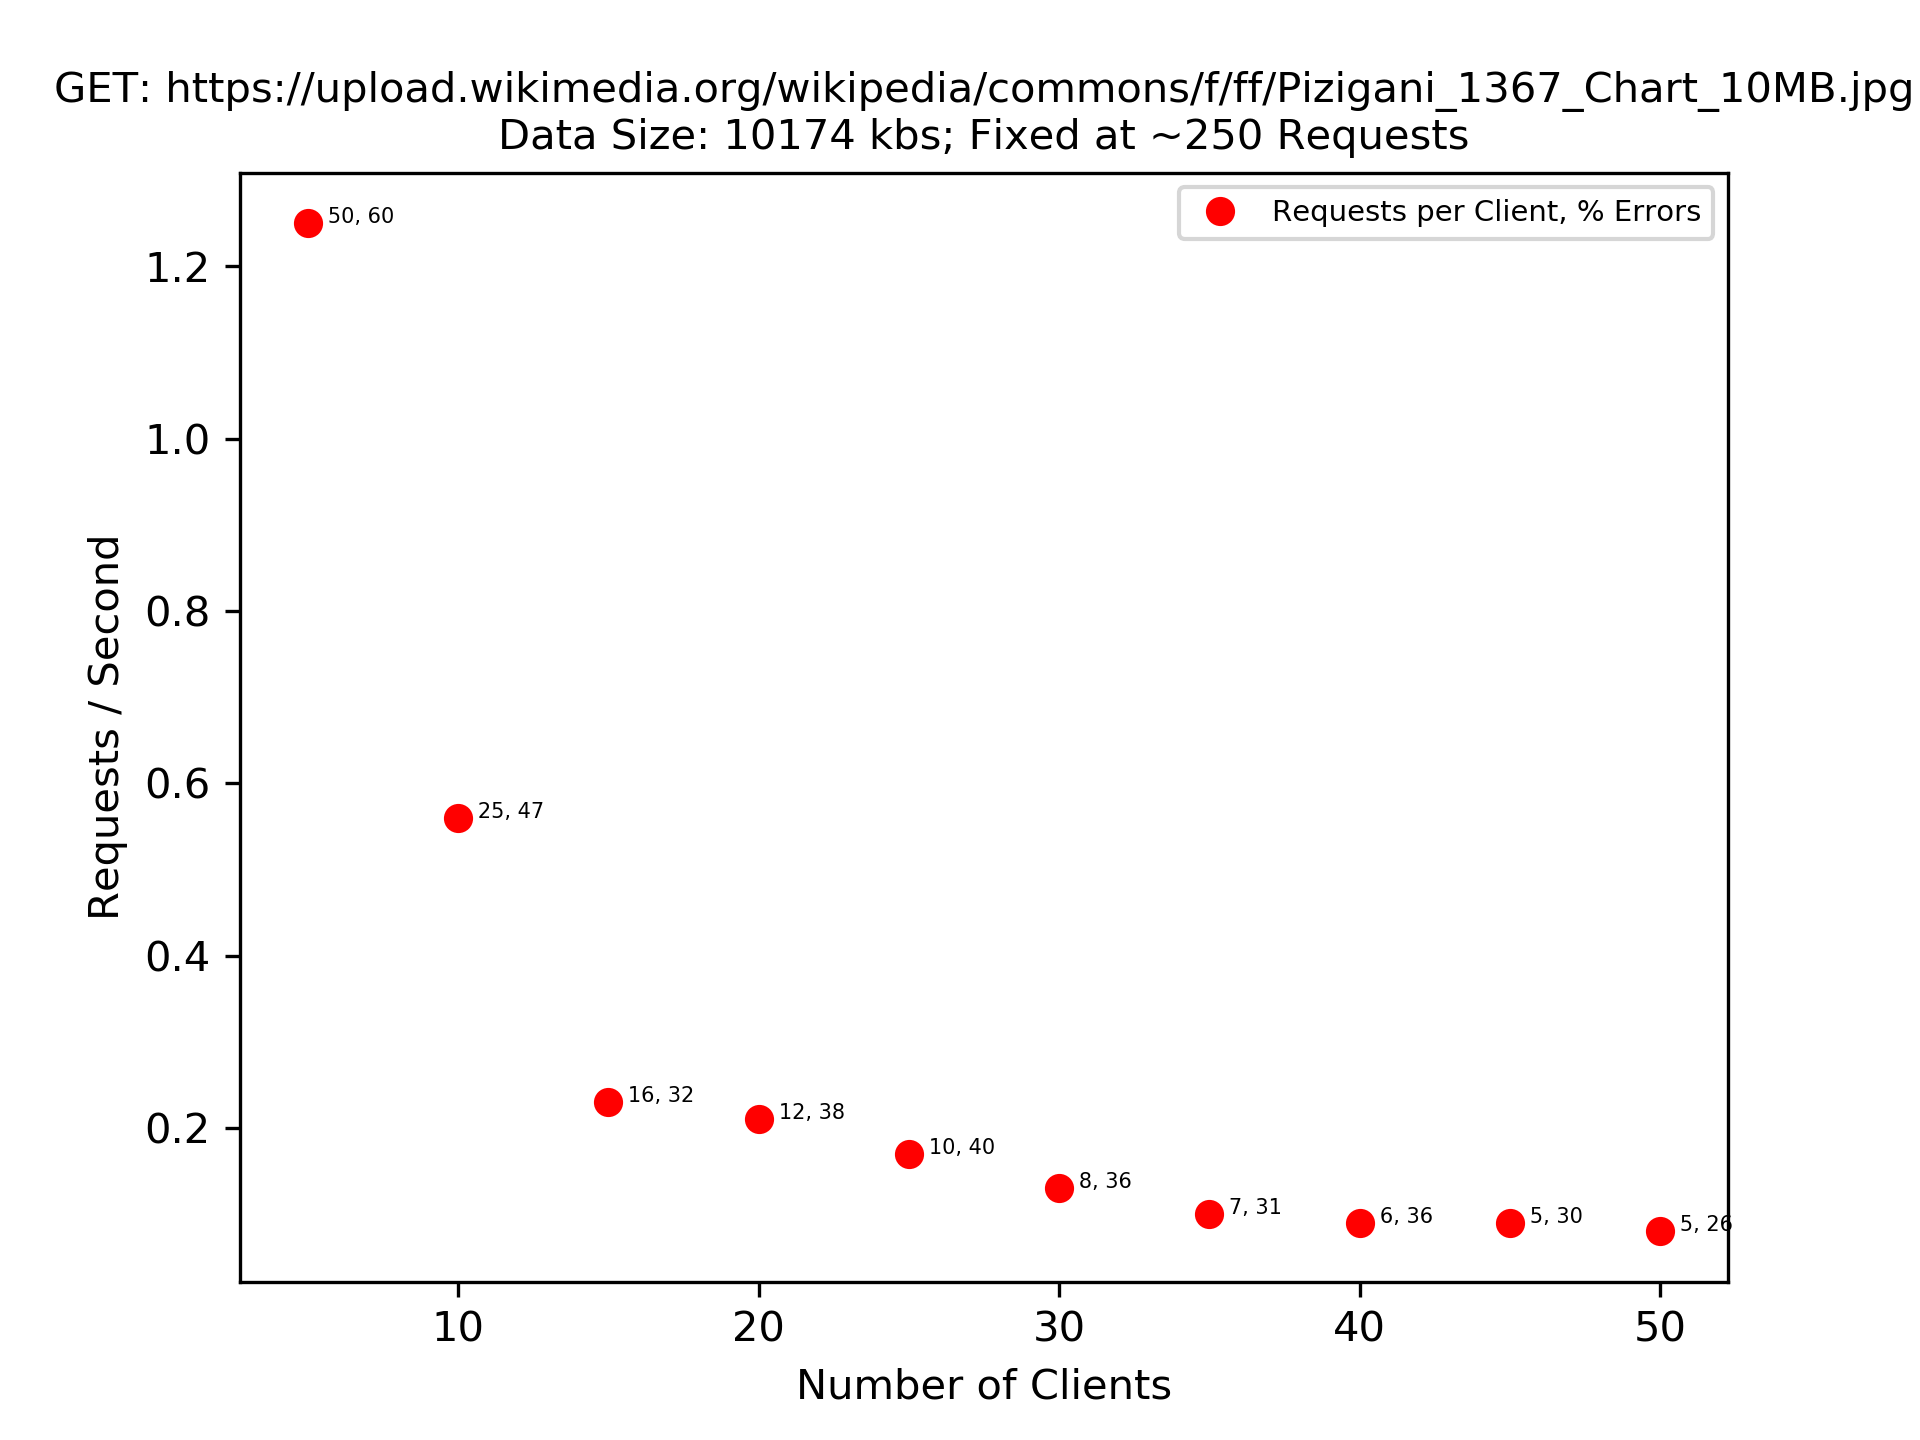 GET: https://upload.wikimedia.org/wikipedia/commons/f/ff/Pizigani_1367_Chart_10MB.jpg
Data Size: 10174 kbs; Fixed at ~250 Requests
Requests per Client, % Errors
50, 60
25, 47
16, 32
12, 38
10, 40
8, 36
7, 31
6, 36
5, 30
5, 26
1.2
1.0
0.8
0.6
0.4
0.2
Requests / Second
10 20 30 40 50
Number of Clients